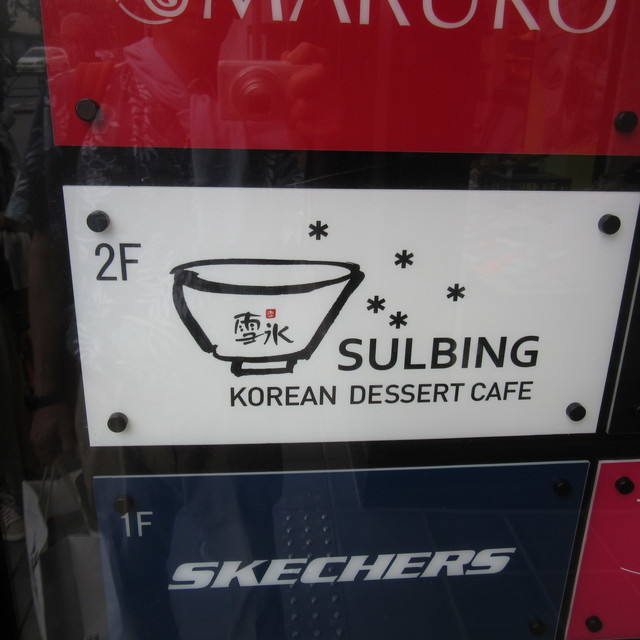 MARUKO
2F
雪氷
SULBING
KOREAN DESSERT CAFE
1F
SKECHERS